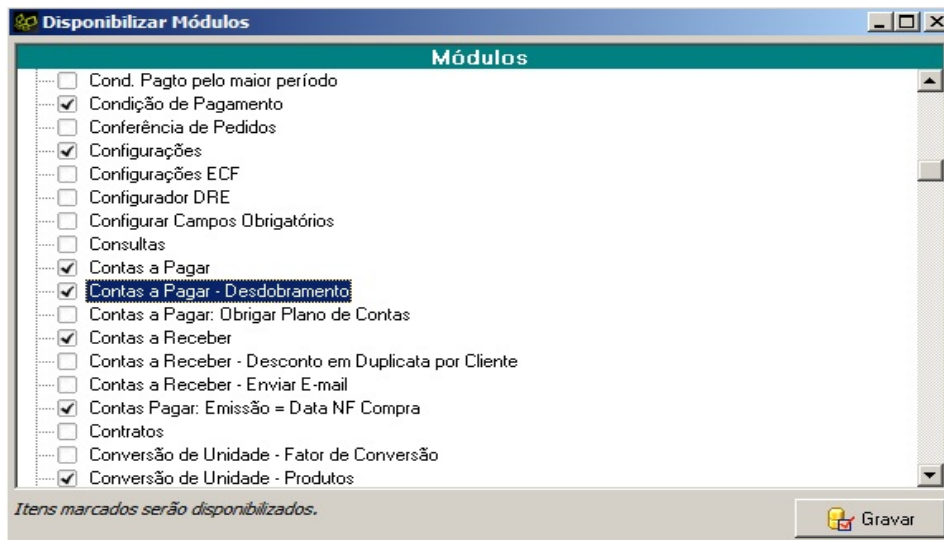 Disponibilizar Módulos
Módulos
Cond. Pagto pelo maior período
Condição de Pagamento
Conferência de Pedidos
Configurações
Configurações ECF
Configurador DRE
Configurar Campos Obrigatórios
Consultas
Contas a Pagar
Contas a Pagar - Desdobramento
Contas a Pagar: Obrigar Plano de Contas
Contas a Receber
Contas a Receber - Desconto em Duplicata por Cliente
Contas a Receber - Enviar E-mail
Contas Pagar: Emissão = Data NF Compra
Contratos
Conversão de Unidade - Fator de Conversão
Conversão de Unidade - Produtos
Itens marcados serão disponibilizados.
Gravar